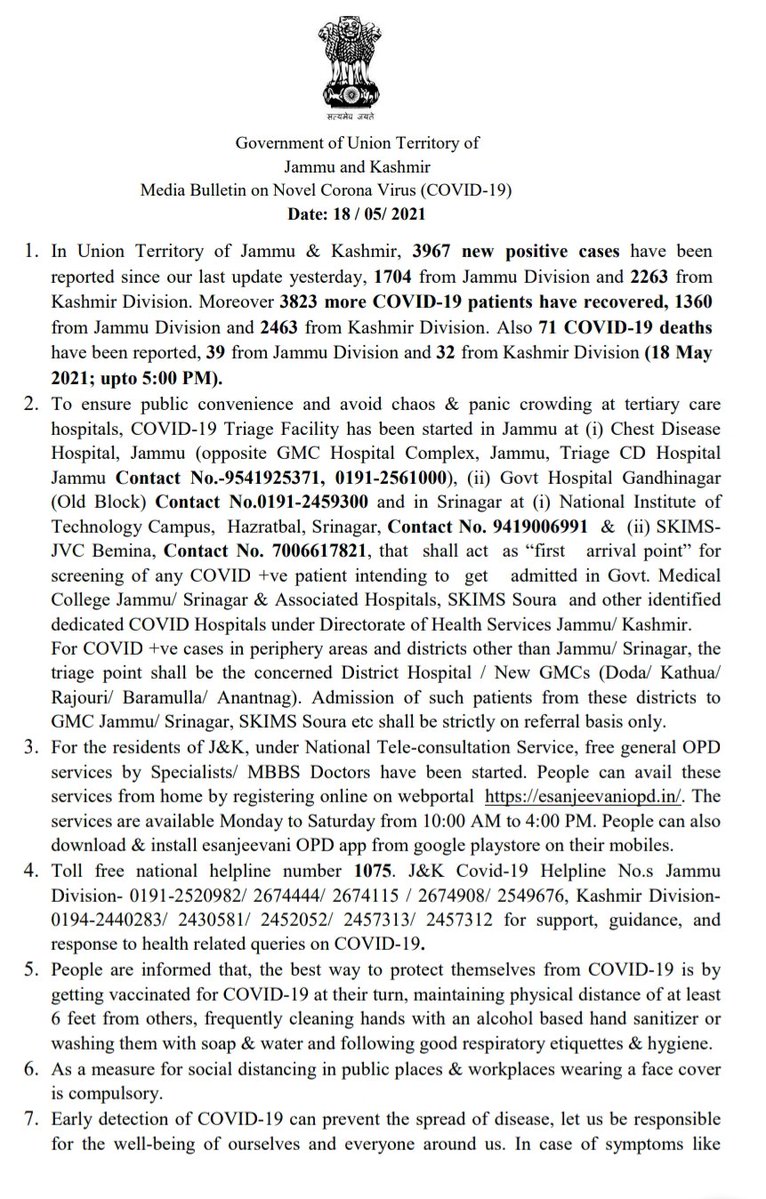 सत्यमेव जयते
Government of Union Territory of
Jammu and Kashmir
Media Bulletin on Novel Corona Virus (COVID-19)
Date: 18 / 05/ 2021
1. In Union Territory of Jammu & Kashmir, 3967 new positive cases have been
reported since our last update yesterday, 1704 from Jammu Division and 2263 from
Kashmir Division. Moreover 3823 more COVID-19 patients have recovered, 1360
from Jammu Division and 2463 from Kashmir Division. Also 71 COVID-19 deaths
have been reported, 39 from Jammu Division and 32 from Kashmir Division (18 May
2021; upto 5:00 PM).
2. To ensure public convenience and avoid chaos & panic crowding at tertiary care
hospitals, COVID-19 Triage Facility has been started in Jammu at (i) Chest Disease
Hospital, Jammu (opposite GMC Hospital Complex, Jammu, Triage CD Hospital
Jammu Contact No.-9541925371, 0191-2561000), (ii) Govt Hospital Gandhinagar
(Old Block) Contact No.0191-2459300 and in Srinagar at (i) National Institute of
Technology Campus, Hazratbal, Srinagar, Contact No. 9419006991 & (ii) SKIMS-
JVC Bemina, Contact No. 7006617821, that shall act as “first arrival point” for
screening of any COVID +ve patient intending to get admitted in Govt. Medical
College Jammu/ Srinagar & Associated Hospitals, SKIMS Soura and other identified
dedicated COVID Hospitals under Directorate of Health Services Jammu/ Kashmir.
For COVID +ve cases in periphery areas and districts other than Jammu/ Srinagar, the
triage point shall be the concerned District Hospital / New GMCs (Doda/ Kathua/
Rajouri/ Baramulla/ Anantnag). Admission of such patients from these districts to
GMC Jammu/ Srinagar, SKIMS Soura etc shall be strictly on referral basis only.
3. For the residents of J&K, under National Tele-consultation Service, free general OPD
services by Specialists/ MBBS Doctors have been started. People can avail these
services from home by registering online on webportal https://esanjeevaniopd.in/. The
services are available Monday to Saturday from 10:00 AM to 4:00 PM. People can also
download & install esanjeevani OPD app from google playstore on their mobiles.
4. Toll free national helpline number 1075. J&K Covid-19 Helpline No.s Jammu
Division- 0191-2520982/ 2674444/ 2674115 / 2674908/ 2549676, Kashmir Division-
0194-2440283/ 2430581/ 2452052/ 2457313/ 2457312 for support, guidance, and
response to health related queries on COVID-19.
5. People are informed that, the best way to protect themselves from COVID-19 is by
getting vaccinated for COVID-19 at their turn, maintaining physical distance of at least
6 feet from others, frequently cleaning hands with an alcohol based hand sanitizer or
washing them with soap & water and following good respiratory etiquettes & hygiene.
6. As a measure for social distancing in public places & workplaces wearing a face cover
is compulsory.
7. Early detection of COVID-19 can prevent the spread of disease, let us be responsible
for the well-being of ourselves and everyone around us. In case of symptoms like